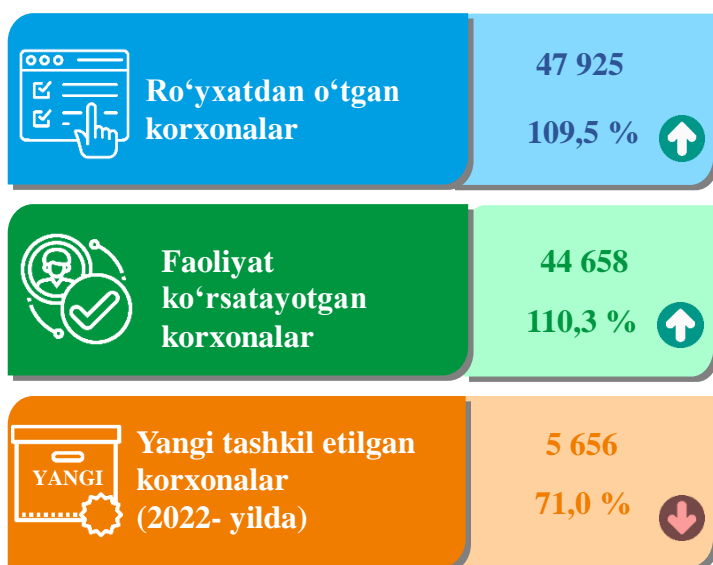 Ro‘yxatdan o‘tgan
korxonalar
47 925
109,5 %
Faoliyat
ko‘rsatayotgan
korxonalar
44 658
110,3 %
YANGI
Yangi tashkil etilgan
korxonalar
(2022- yilda)
5 656
71,0 %